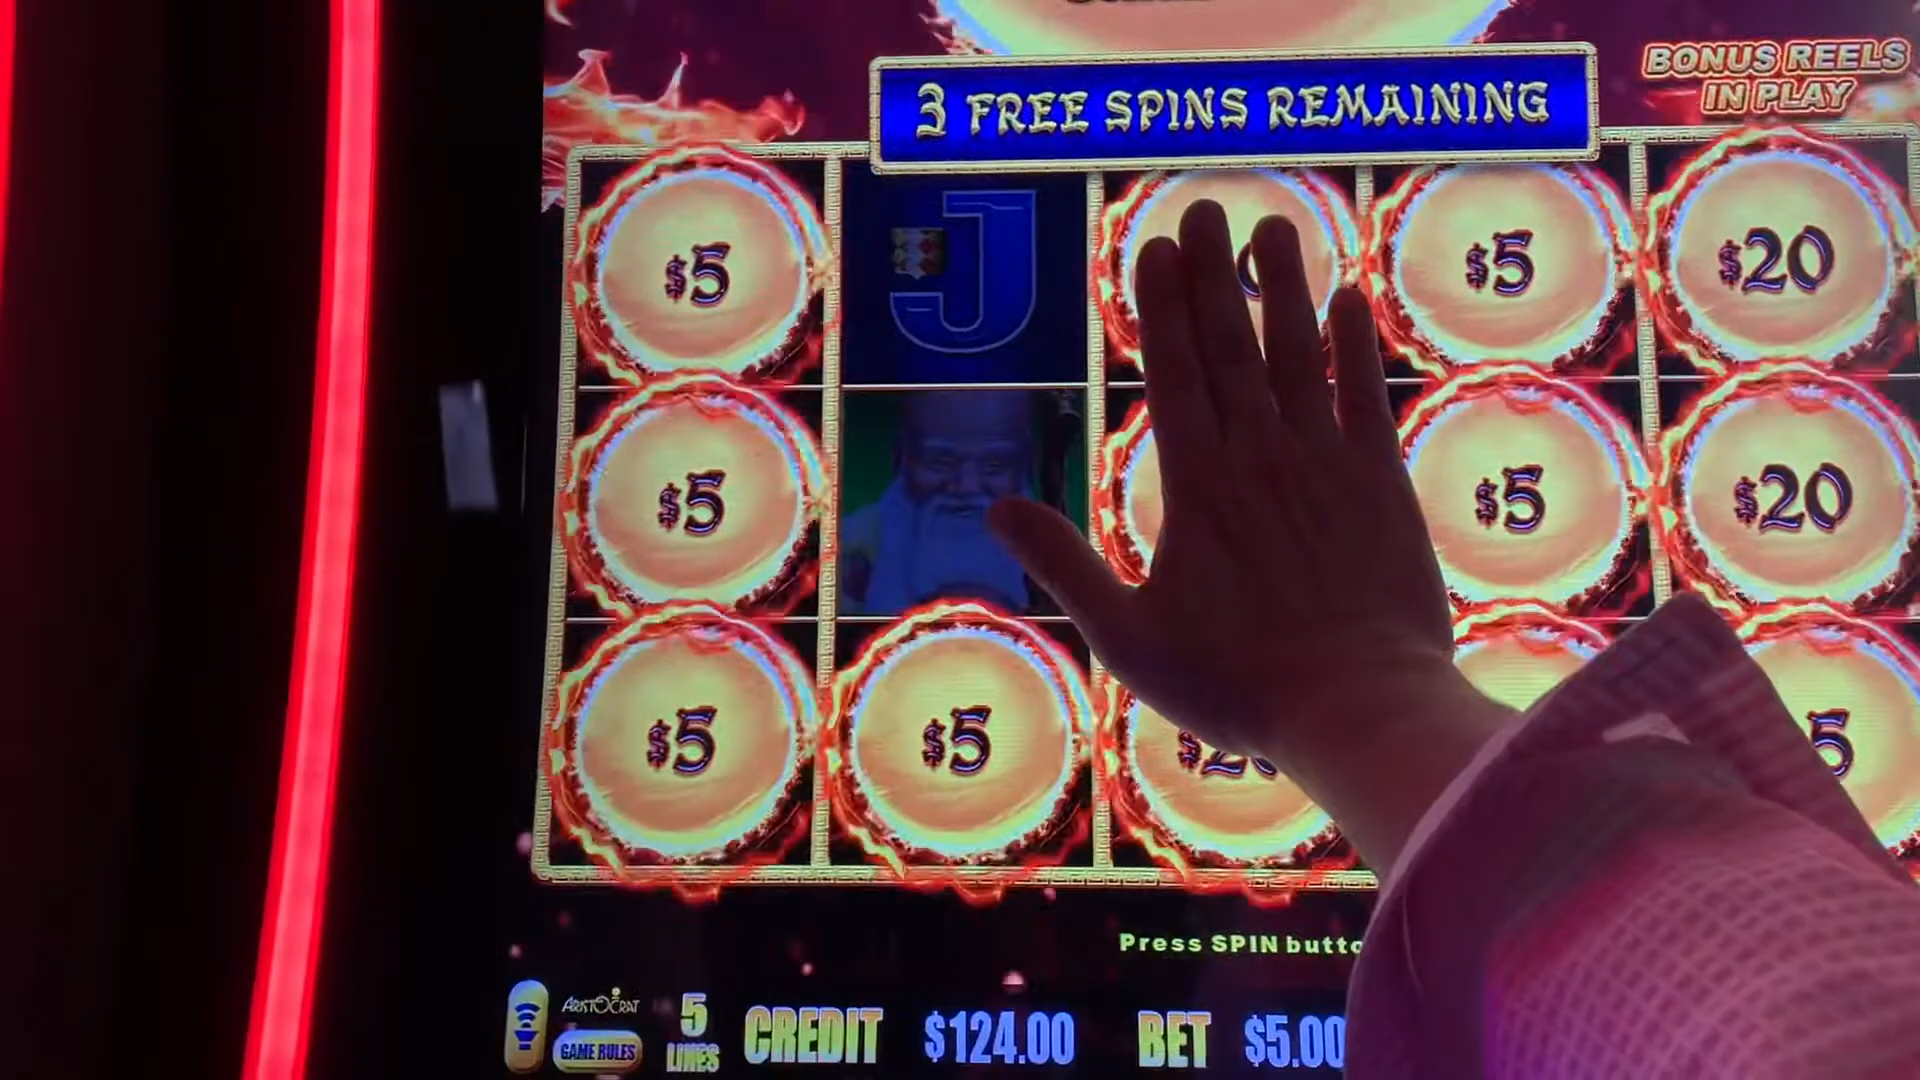 3 FREE SPINS REMAINING
BONUS REELS
IN PLAY
$5
J
$5
$20
$5
$5
$20
$5
$5
5
Press SPIN
ARISTOCRAT
GAME RULES
5
LINES
CREDIT $124.00
BET $5.00